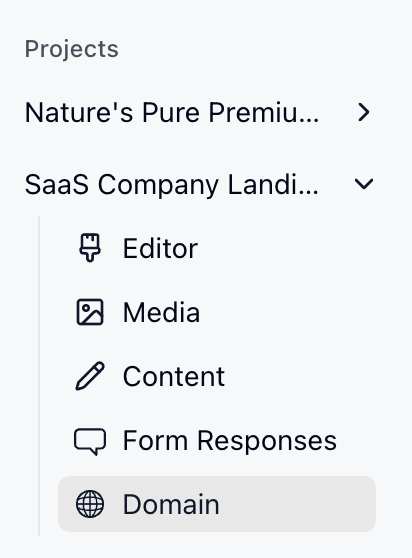 Projects
Nature's Pure Premiu...
SaaS Company Landi...
Editor
Media
Content
Form Responses
Domain